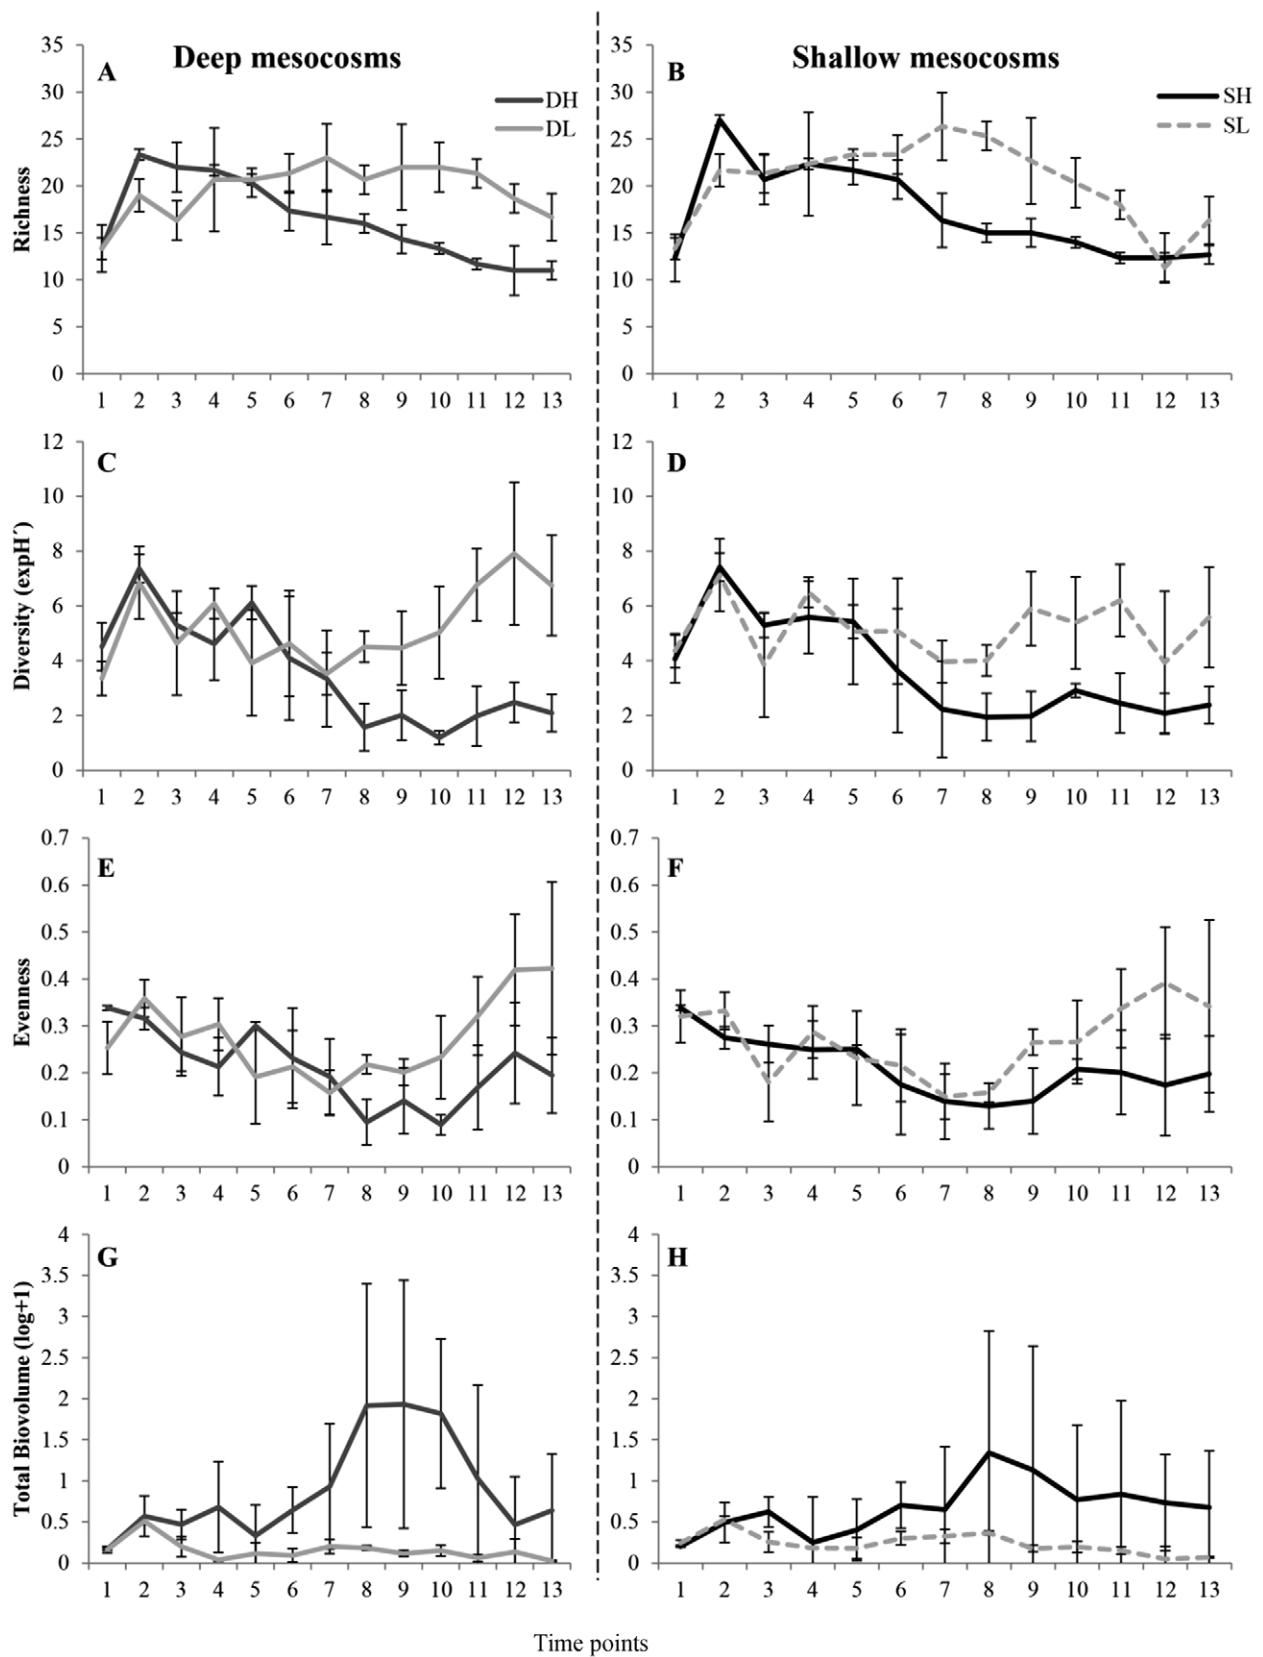 Deep mesocosms
Shallow mesocosms
A
35
30
25
20
15
10
5
0
Richness
DH
DL
1 2 3 4 5 6 7 8 9 10 11 12 13
B
35
30
25
20
15
10
5
0
SH
SL
1 2 3 4 5 6 7 8 9 10 11 12 13
C
12
10
8
6
4
2
0
Diversity (expH´)
1 2 3 4 5 6 7 8 9 10 11 12 13
D
12
10
8
6
4
2
0
1 2 3 4 5 6 7 8 9 10 11 12 13
E
0.7
0.6
0.5
0.4
0.3
0.2
0.1
0
Evenness
1 2 3 4 5 6 7 8 9 10 11 12 13
F
0.7
0.6
0.5
0.4
0.3
0.2
0.1
0
1 2 3 4 5 6 7 8 9 10 11 12 13
G
4
3.5
3
2.5
2
1.5
1
0.5
0
Total Biovolume (log+1)
1 2 3 4 5 6 7 8 9 10 11 12 13
H
4
3.5
3
2.5
2
1.5
1
0.5
0
1 2 3 4 5 6 7 8 9 10 11 12 13
Time points